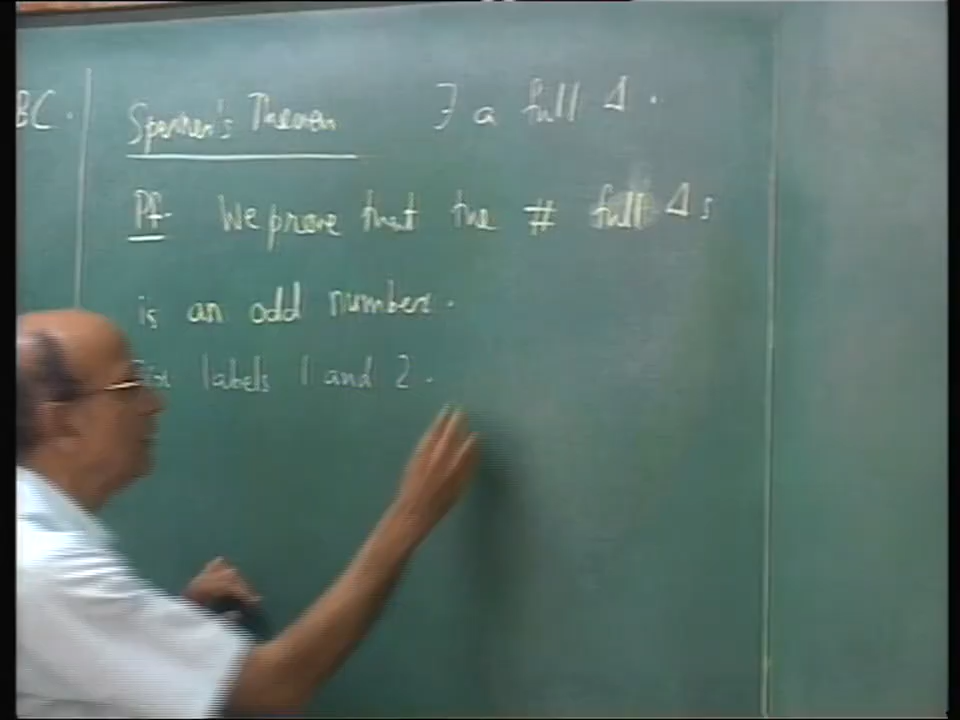 BC.
Sperner's Theorem ∃ a full Δ.
Pf. We prove that the # full Δs
is an odd number.
labels 1 and 2.